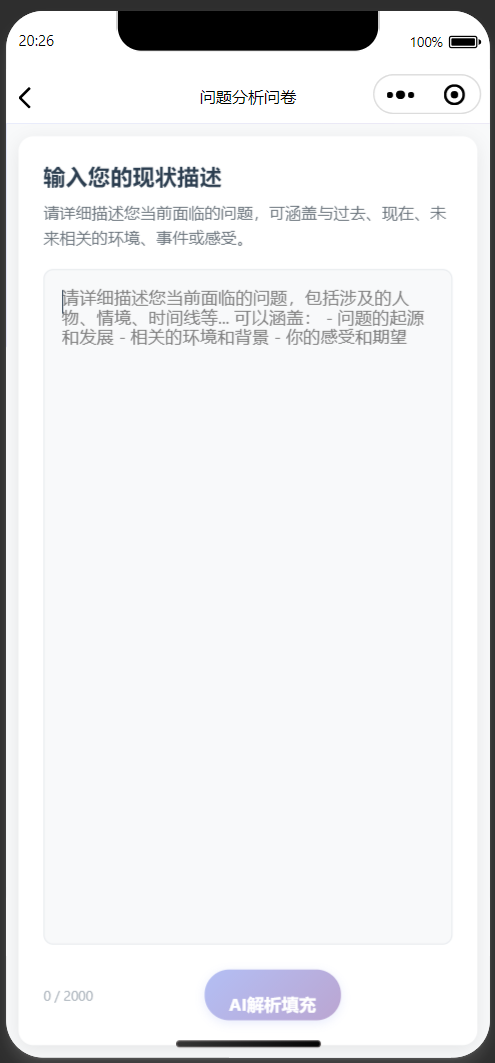 20:26
100%
问题分析问卷
输入您的现状描述
请详细描述您当前面临的问题，可涵盖与过去、现在、未
来相关的环境、事件或感受。
请详细描述您当前面临的问题，包括涉及的人
物、情境、时间线等... 可以涵盖： - 问题的起源
和发展 - 相关的环境和背景 - 你的感受和期望
0 / 2000
AI解析填充